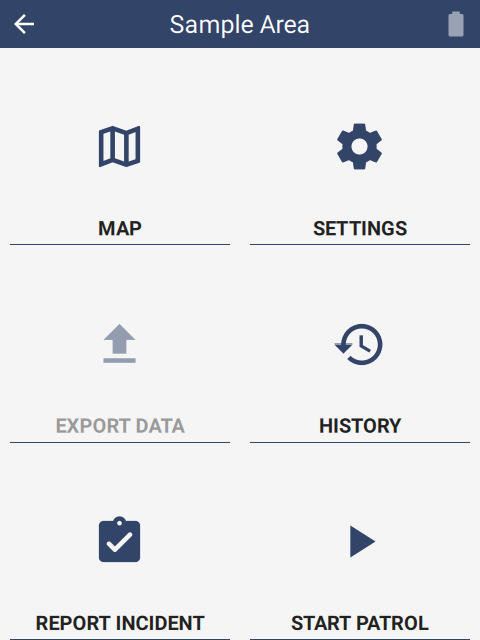 Sample Area
MAP
SETTINGS
EXPORT DATA
HISTORY
REPORT INCIDENT
START PATROL